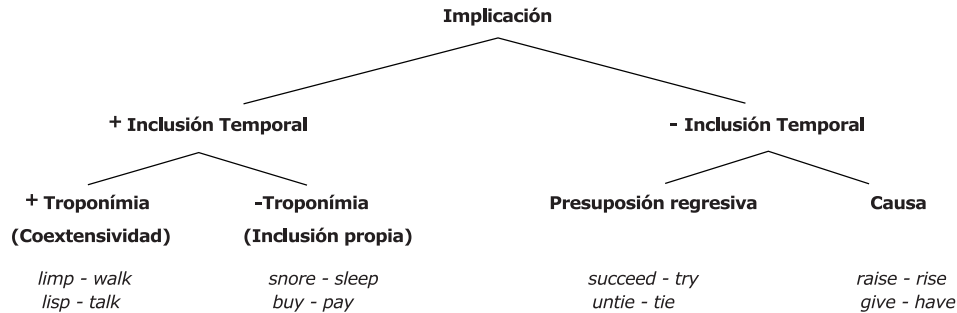 Implicación
+ Inclusión Temporal - Inclusión Temporal
+ Troponímia -Troponímia Presuposión regresiva Causa
(Coextensividad) (Inclusión propia)
limp - walk snore - sleep succeed - try raise - rise
lisp - talk buy - pay untie - tie give - have